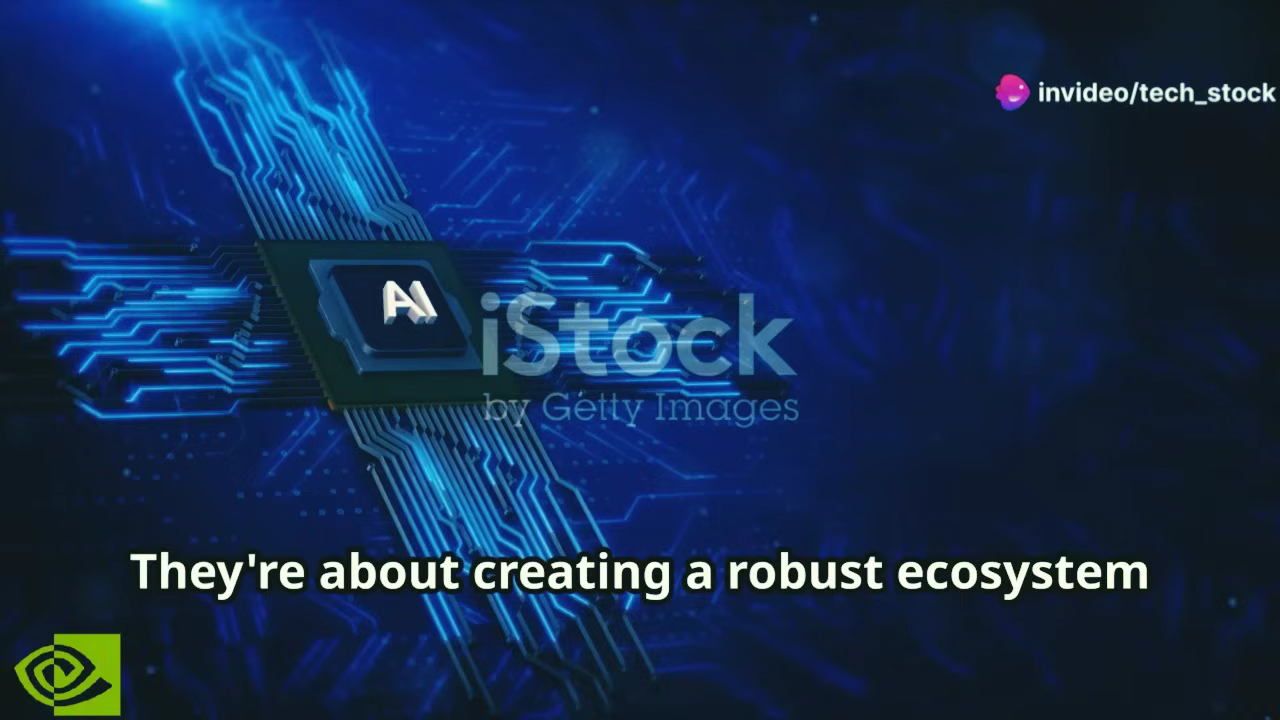 invideo/tech_stock
AI
iStock
by Getty Images
They're about creating a robust ecosystem